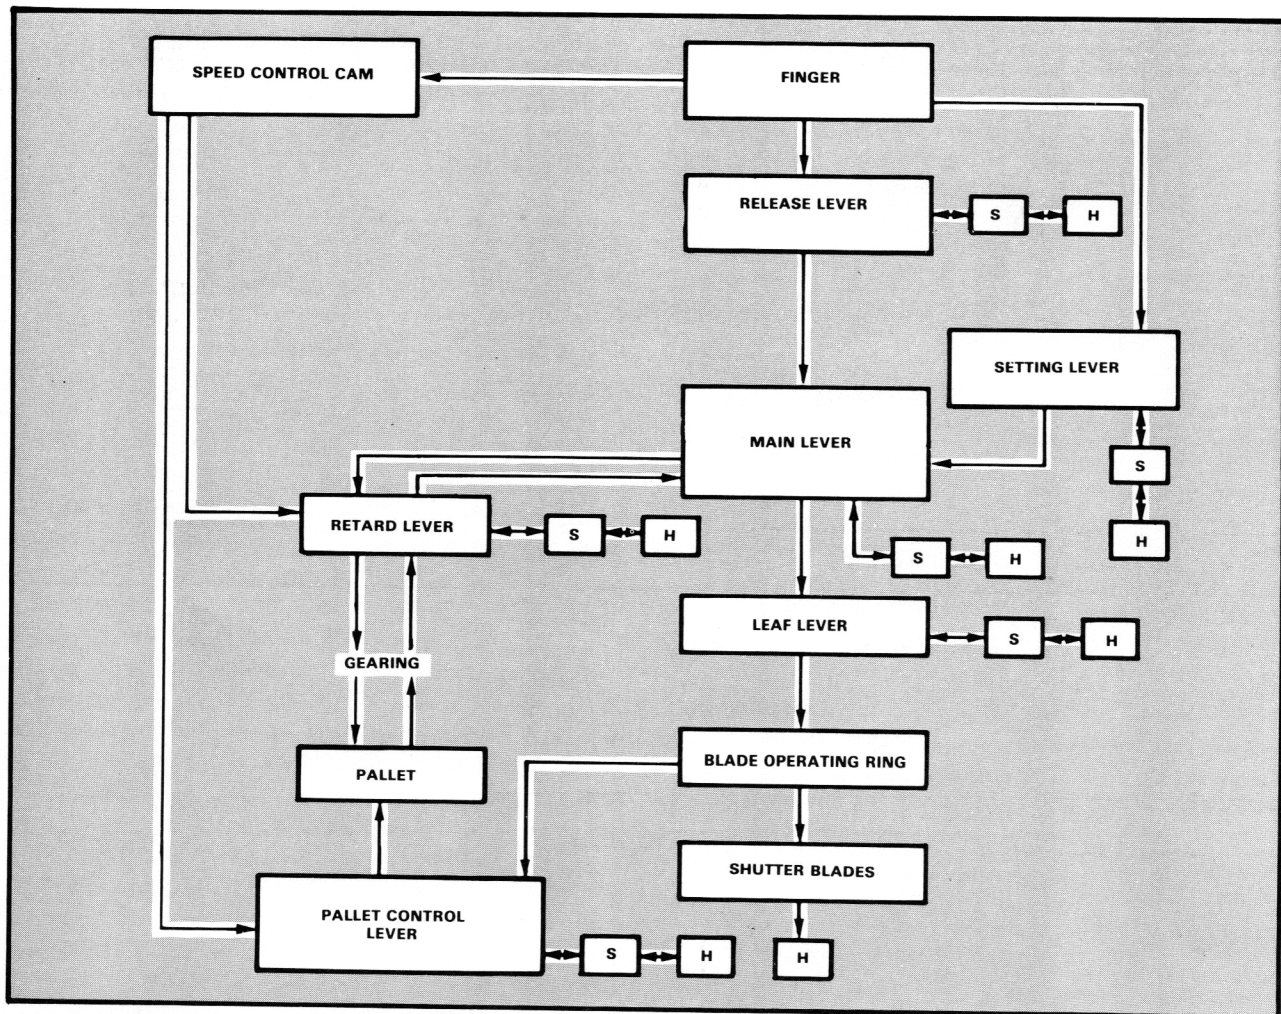 SPEED CONTROL CAM
FINGER
RELEASE LEVER
S
H
SETTING LEVER
MAIN LEVER
S
RETARD LEVER
S
H
S
H
H
LEAF LEVER
S
H
GEARING
BLADE OPERATING RING
PALLET
SHUTTER BLADES
PALLET CONTROL
LEVER
S
H
H